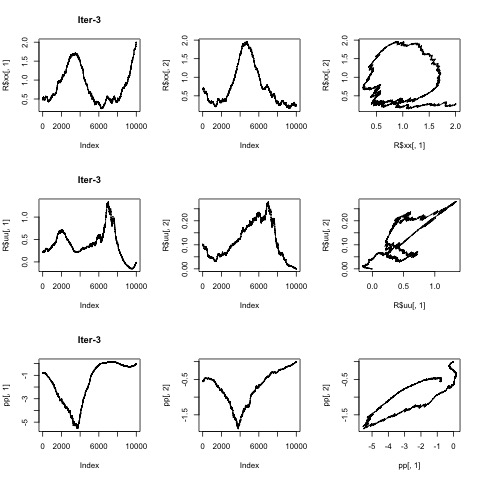 Iter-3
R$xx[, 1]
2.0
1.5
1.0
0.5
0 2000 6000 10000
Index
R$xx[, 2]
2.0
1.5
1.0
0.5
0 2000 6000 10000
Index
R$xx[, 2]
2.0
1.5
1.0
0.5
0.5 1.0 1.5 2.0
R$xx[, 1]
Iter-3
R$uu[, 1]
1.0
0.5
0.0
0 2000 6000 10000
Index
R$uu[, 2]
0.20
0.10
0.00
0 2000 6000 10000
Index
R$uu[, 2]
0.20
0.10
0.00
0.0 0.5 1.0
R$uu[, 1]
Iter-3
pp[, 1]
-1
-3
-5
0 2000 6000 10000
Index
pp[, 2]
-0.5
-1.5
0 2000 6000 10000
Index
pp[, 2]
-0.5
-1.5
-5 -4 -3 -2 -1 0
pp[, 1]